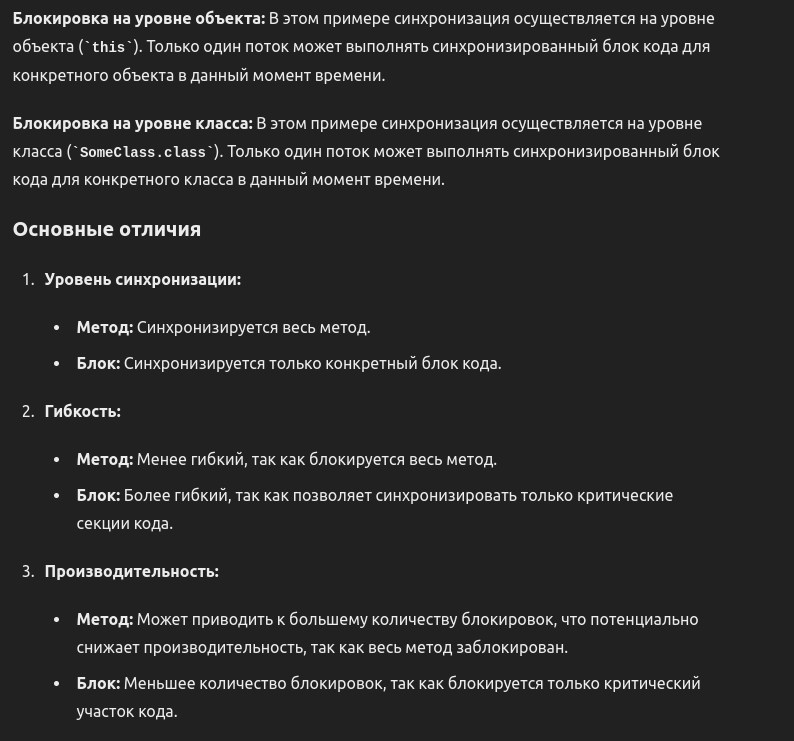 Блокировка на уровне объекта: В этом примере синхронизация осуществляется на уровне
объекта (`this`). Только один поток может выполнять синхронизированный блок кода для
конкретного объекта в данный момент времени.
Блокировка на уровне класса: В этом примере синхронизация осуществляется на уровне
класса (`SomeClass.class`). Только один поток может выполнять синхронизированный блок
кода для конкретного класса в данный момент времени.
Основные отличия
1. Уровень синхронизации:
• Метод: Синхронизируется весь метод.
• Блок: Синхронизируется только конкретный блок кода.
2. Гибкость:
• Метод: Менее гибкий, так как блокируется весь метод.
• Блок: Более гибкий, так как позволяет синхронизировать только критические
секции кода.
3. Производительность:
• Метод: Может приводить к большему количеству блокировок, что потенциально
снижает производительность, так как весь метод заблокирован.
• Блок: Меньшее количество блокировок, так как блокируется только критический
участок кода.